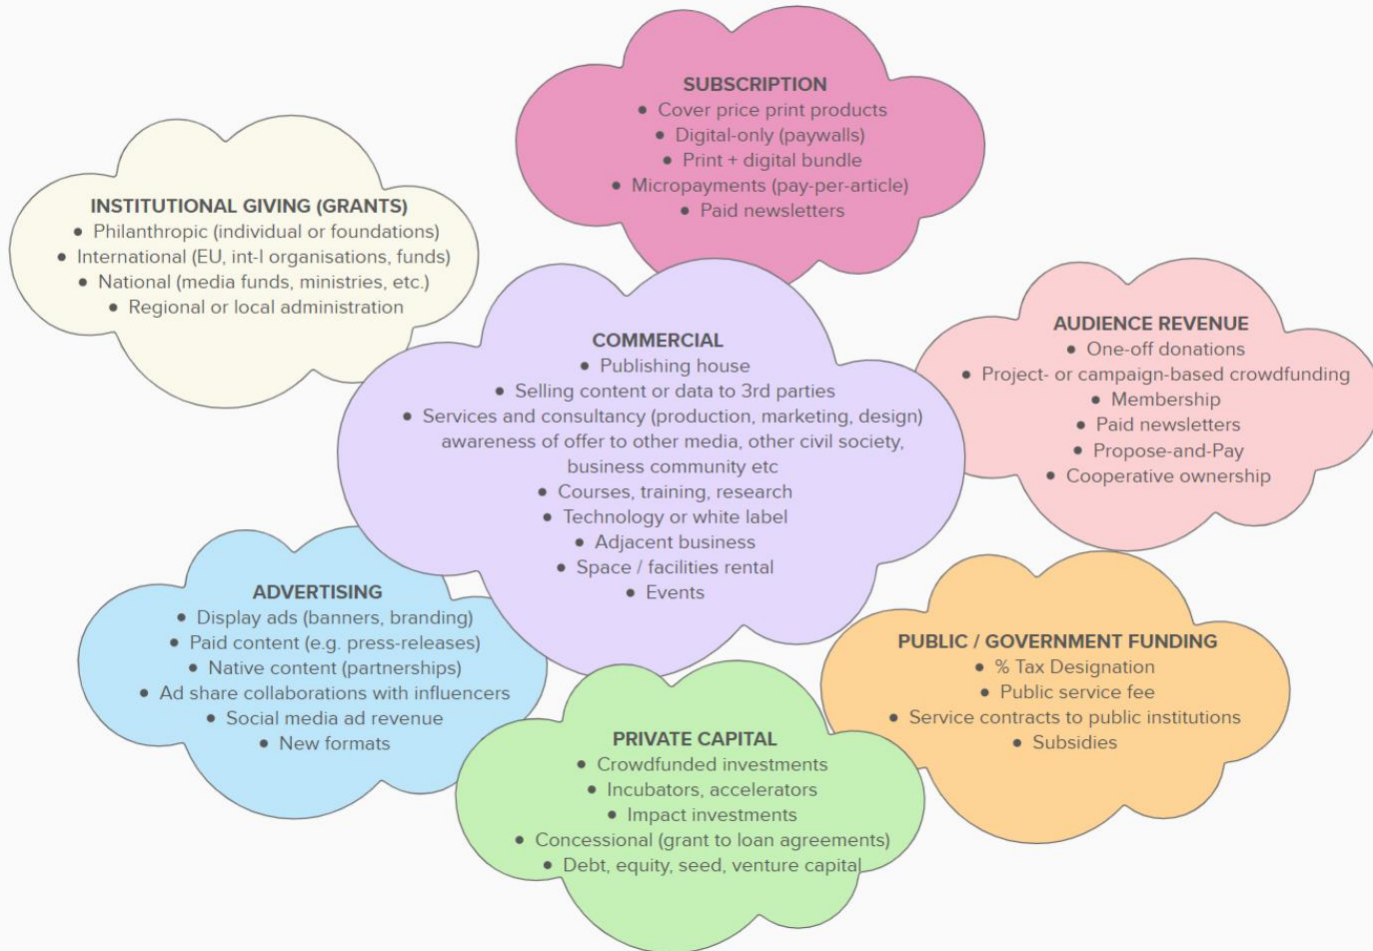 SUBSCRIPTION
● Cover price print products
● Digital-only (paywalls)
● Print + digital bundle
● Micropayments (pay-per-article)
● Paid newsletters
INSTITUTIONAL GIVING (GRANTS)
● Philanthropic (individual or foundations)
● International (EU, int-l organisations, funds)
● National (media funds, ministries, etc.)
● Regional or local administration
COMMERCIAL
● Publishing house
● Selling content or data to 3rd parties
● Services and consultancy (production, marketing, design)
awareness of offer to other media, other civil society,
business community etc
● Courses, training, research
● Technology or white label
● Adjacent business
● Space / facilities rental
● Events
AUDIENCE REVENUE
● One-off donations
● Project- or campaign-based crowdfunding
● Membership
● Paid newsletters
● Propose-and-Pay
● Cooperative ownership
ADVERTISING
● Display ads (banners, branding)
● Paid content (e.g. press-releases)
● Native content (partnerships)
● Ad share collaborations with influencers
● Social media ad revenue
● New formats
PUBLIC / GOVERNMENT FUNDING
● % Tax Designation
● Public service fee
● Service contracts to public institutions
● Subsidies
PRIVATE CAPITAL
● Crowdfunded investments
● Incubators, accelerators
● Impact investments
● Concessional (grant to loan agreements)
● Debt, equity, seed, venture capital